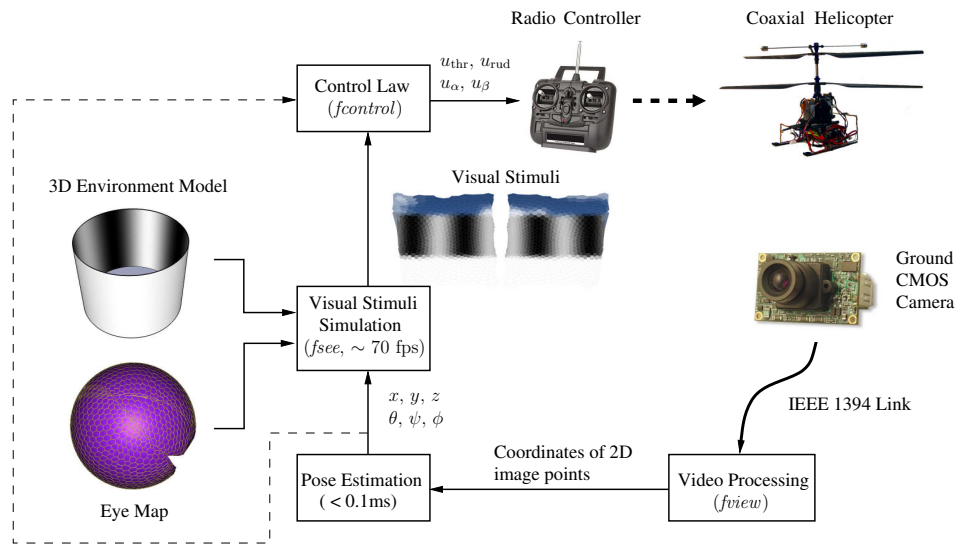 Radio Controller
Coaxial Helicopter
Control Law
(fcontrol)
u_thr, u_rud
u_α, u_β
Visual Stimuli
3D Environment Model
Ground
CMOS
Camera
Visual Stimuli
Simulation
(fsee, ∼ 70 fps)
x, y, z
θ, ψ, φ
IEEE 1394 Link
Eye Map
Pose Estimation
( < 0.1ms)
Coordinates of 2D
image points
Video Processing
(fview)